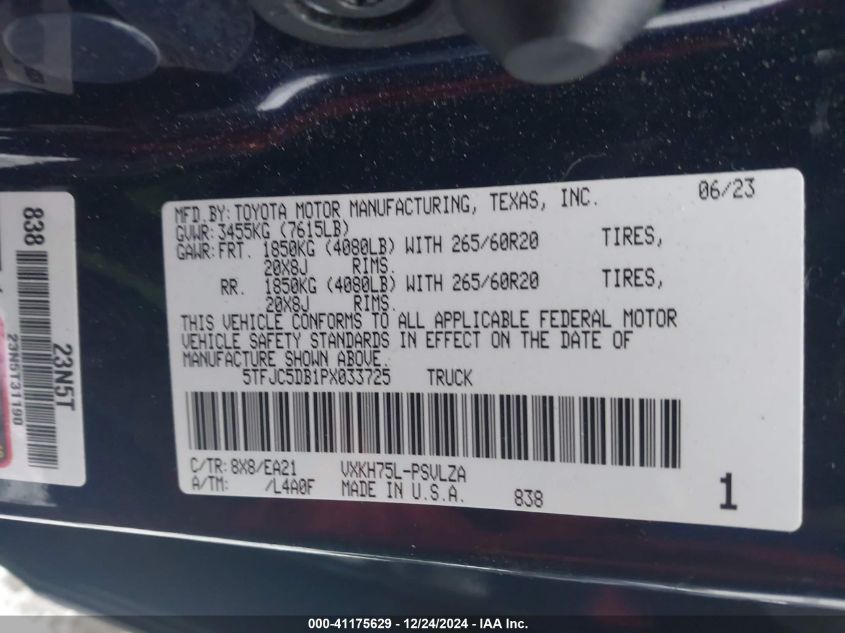 MFD.BY:TOYOTA MOTOR MANUFACTURING, TEXAS, INC. 06/23
GVWR:3455KG (7615LB)
GAWR:FRT. 1850KG (4080LB) WITH 265/60R20 TIRES,
20X8J RIMS.
RR. 1850KG (4080LB) WITH 265/60R20 TIRES,
20X8J RIMS.
THIS VEHICLE CONFORMS TO ALL APPLICABLE FEDERAL MOTOR
VEHICLE SAFETY STANDARDS IN EFFECT ON THE DATE OF
MANUFACTURE SHOWN ABOVE.
5TFJC5DB1PX033725 TRUCK
C/TR:8X8/EA21 VXKH75L-PSVLZA
A/TM: /L4A0F MADE IN U.S.A. 838 1
838
23N5T
23N5T31190
000-41175629 - 12/24/2024 - IAA Inc.